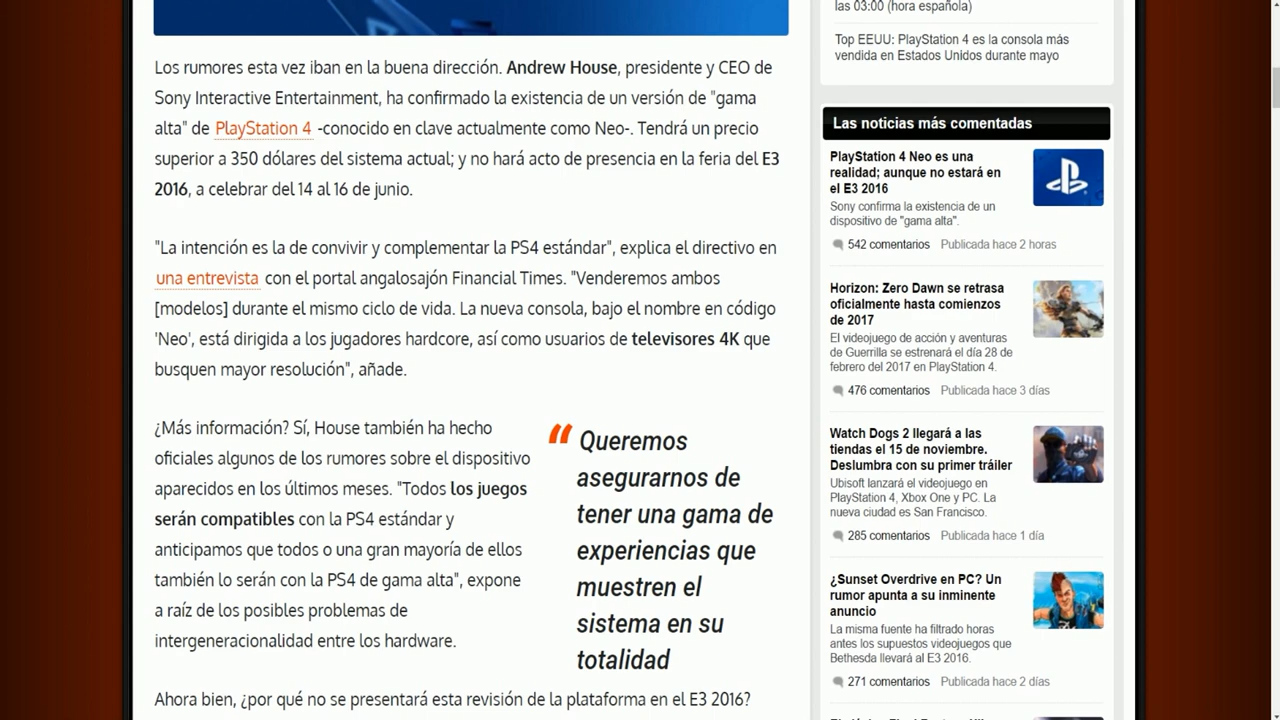 Los rumores esta vez iban en la buena dirección. Andrew House, presidente y CEO de
Sony Interactive Entertainment, ha confirmado la existencia de un versión de "gama
alta" de PlayStation 4 -conocido en clave actualmente como Neo-. Tendrá un precio
superior a 350 dólares del sistema actual; y no hará acto de presencia en la feria del E3
2016, a celebrar del 14 al 16 de junio.
"La intención es la de convivir y complementar la PS4 estándar", explica el directivo en
una entrevista con el portal angalosajón Financial Times. "Venderemos ambos
[modelos] durante el mismo ciclo de vida. La nueva consola, bajo el nombre en código
'Neo', está dirigida a los jugadores hardcore, así como usuarios de televisores 4K que
busquen mayor resolución", añade.
¿Más información? Sí, House también ha hecho
oficiales algunos de los rumores sobre el dispositivo
aparecidos en los últimos meses. "Todos los juegos
serán compatibles con la PS4 estándar y
anticipamos que todos o una gran mayoría de ellos
también lo serán con la PS4 de gama alta", expone
a raíz de los posibles problemas de
intergeneracionalidad entre los hardware.
“ Queremos
asegurarnos de
tener una gama de
experiencias que
muestren el
sistema en su
totalidad
Ahora bien, ¿por qué no se presentará esta revisión de la plataforma en el E3 2016?
las 03:00 (hora española)
Top EEUU: PlayStation 4 es la consola más
vendida en Estados Unidos durante mayo
Las noticias más comentadas
PlayStation 4 Neo es una
realidad; aunque no estará en
el E3 2016
Sony confirma la existencia de un
dispositivo de "gama alta".
542 comentarios Publicada hace 2 horas
Horizon: Zero Dawn se retrasa
oficialmente hasta comienzos
de 2017
El videojuego de acción y aventuras
de Guerrilla se estrenará el día 28 de
febrero del 2017 en PlayStation 4.
476 comentarios Publicada hace 3 días
Watch Dogs 2 llegará a las
tiendas el 15 de noviembre.
Deslumbra con su primer tráiler
Ubisoft lanzará el videojuego en
PlayStation 4, Xbox One y PC. La
nueva ciudad es San Francisco.
285 comentarios Publicada hace 1 día
¿Sunset Overdrive en PC? Un
rumor apunta a su inminente
anuncio
La misma fuente ha filtrado horas
antes los supuestos videojuegos que
Bethesda llevará al E3 2016.
271 comentarios Publicada hace 2 días